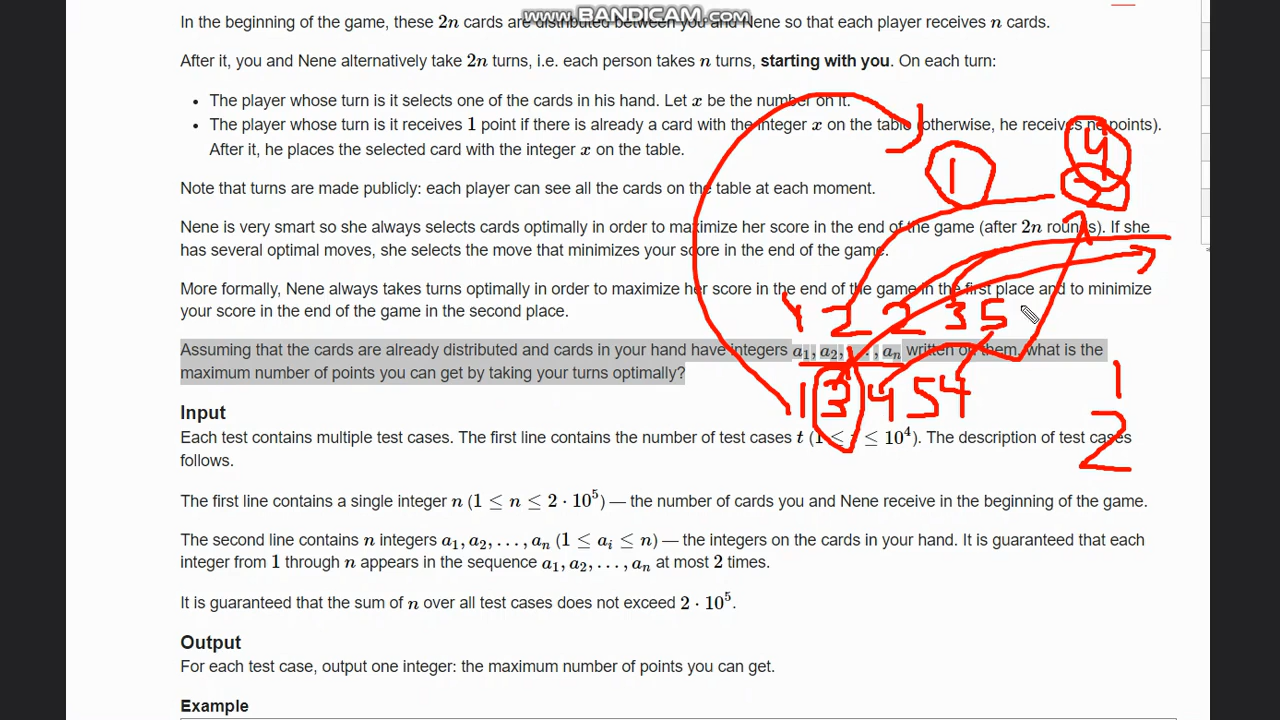 www.BANDICAM.com
In the beginning of the game, these 2n cards are distributed between you and Nene so that each player receives n cards.
After it, you and Nene alternatively take 2n turns, i.e. each person takes n turns, starting with you. On each turn:
• The player whose turn is it selects one of the cards in his hand. Let x be the number on it.
• The player whose turn is it receives 1 point if there is already a card with the integer x on the table (otherwise, he receives no points).
After it, he places the selected card with the integer x on the table.
1
4
Note that turns are made publicly: each player can see all the cards on the table at each moment.
Nene is very smart so she always selects cards optimally in order to maximize her score in the end of the game (after 2n rounds). If she
has several optimal moves, she selects the move that minimizes your score in the end of the game.
More formally, Nene always takes turns optimally in order to maximize her score in the end of the game in the first place and to minimize
your score in the end of the game in the second place.
1 2 2 3 5
Assuming that the cards are already distributed and cards in your hand have integers a1, a2, …, an written on them, what is the
maximum number of points you can get by taking your turns optimally?
1 3 4 5 4
1
2
Input
Each test contains multiple test cases. The first line contains the number of test cases t (1 ≤ t ≤ 10^4). The description of test cases
follows.
The first line contains a single integer n (1 ≤ n ≤ 2 · 10^5) — the number of cards you and Nene receive in the beginning of the game.
The second line contains n integers a1, a2, …, an (1 ≤ ai ≤ n) — the integers on the cards in your hand. It is guaranteed that each
integer from 1 through n appears in the sequence a1, a2, …, an at most 2 times.
It is guaranteed that the sum of n over all test cases does not exceed 2 · 10^5.
Output
For each test case, output one integer: the maximum number of points you can get.
Example